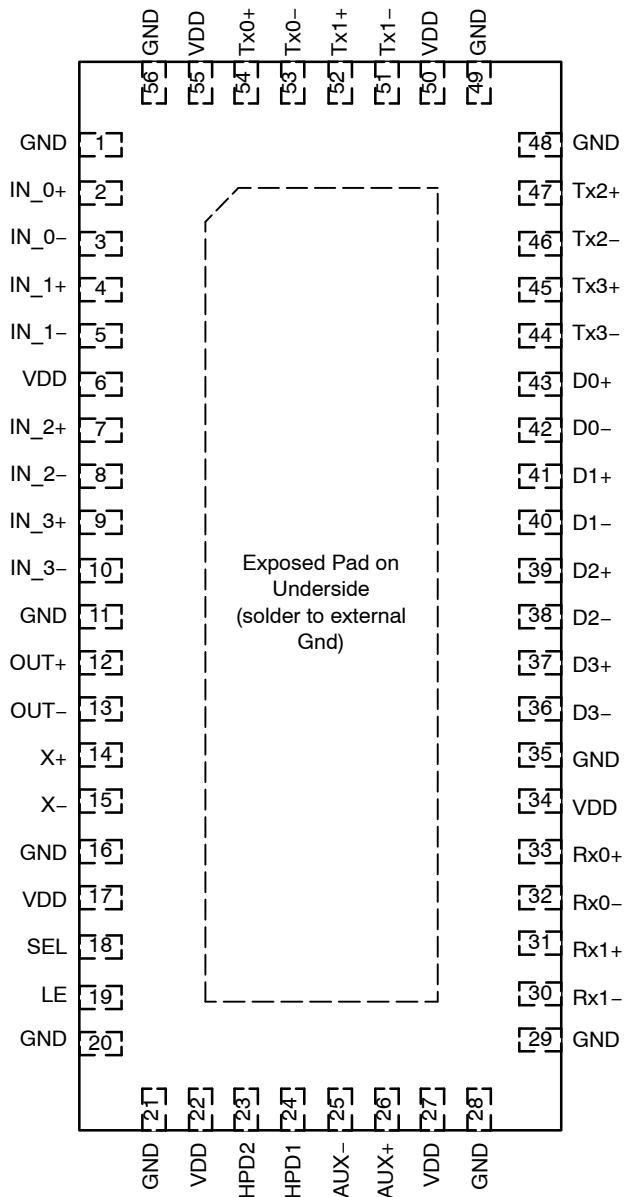 GND VDD Tx0+ Tx0− Tx1+ Tx1− VDD GND
56 55 54 53 52 51 50 49
GND 1 48 GND
IN_0+ 2 47 Tx2+
IN_0− 3 46 Tx2−
IN_1+ 4 45 Tx3+
IN_1− 5 44 Tx3−
VDD 6 43 D0+
IN_2+ 7 42 D0−
IN_2− 8 41 D1+
IN_3+ 9 40 D1−
IN_3− 10 39 D2+
GND 11 38 D2−
OUT+ 12 37 D3+
OUT− 13 36 D3−
X+ 14 35 GND
X− 15 34 VDD
GND 16 33 Rx0+
VDD 17 32 Rx0−
SEL 18 31 Rx1+
LE 19 30 Rx1−
GND 20 29 GND
Exposed Pad on
Underside
(solder to external
Gnd)
21 22 23 24 25 26 27 28
GND VDD HPD2 HPD1 AUX− AUX+ VDD GND